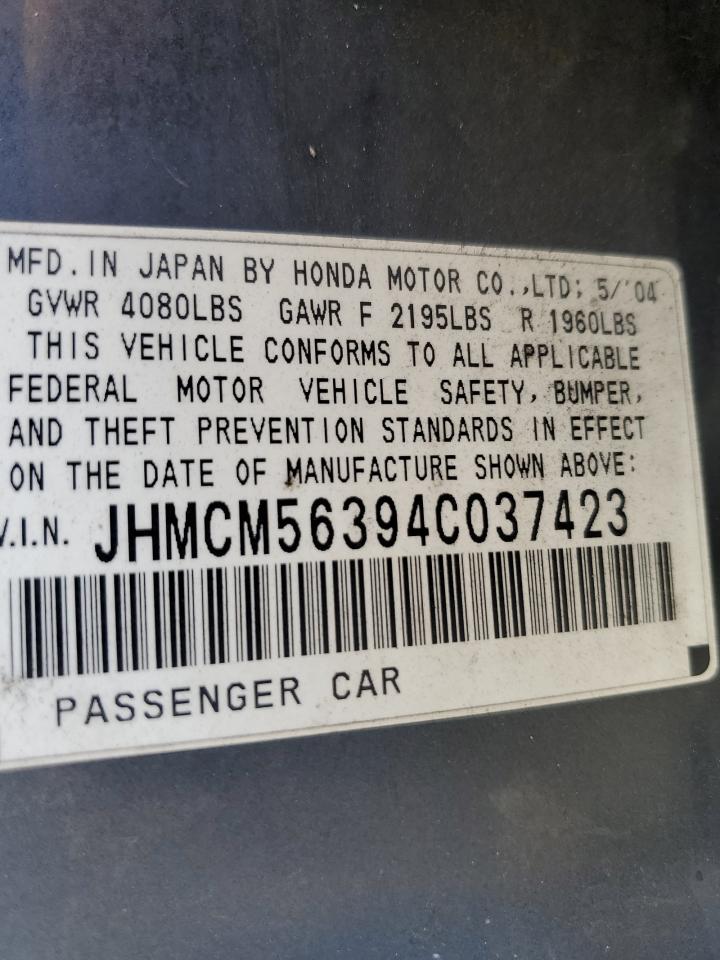 MFD.IN JAPAN BY HONDA MOTOR CO.,LTD; 5/'04
GVWR 4080LBS GAWR F 2195LBS R 1960LBS
THIS VEHICLE CONFORMS TO ALL APPLICABLE
FEDERAL MOTOR VEHICLE SAFETY, BUMPER,
AND THEFT PREVENTION STANDARDS IN EFFECT
ON THE DATE OF MANUFACTURE SHOWN ABOVE:
V.I.N. JHMCM56394C037423
PASSENGER CAR